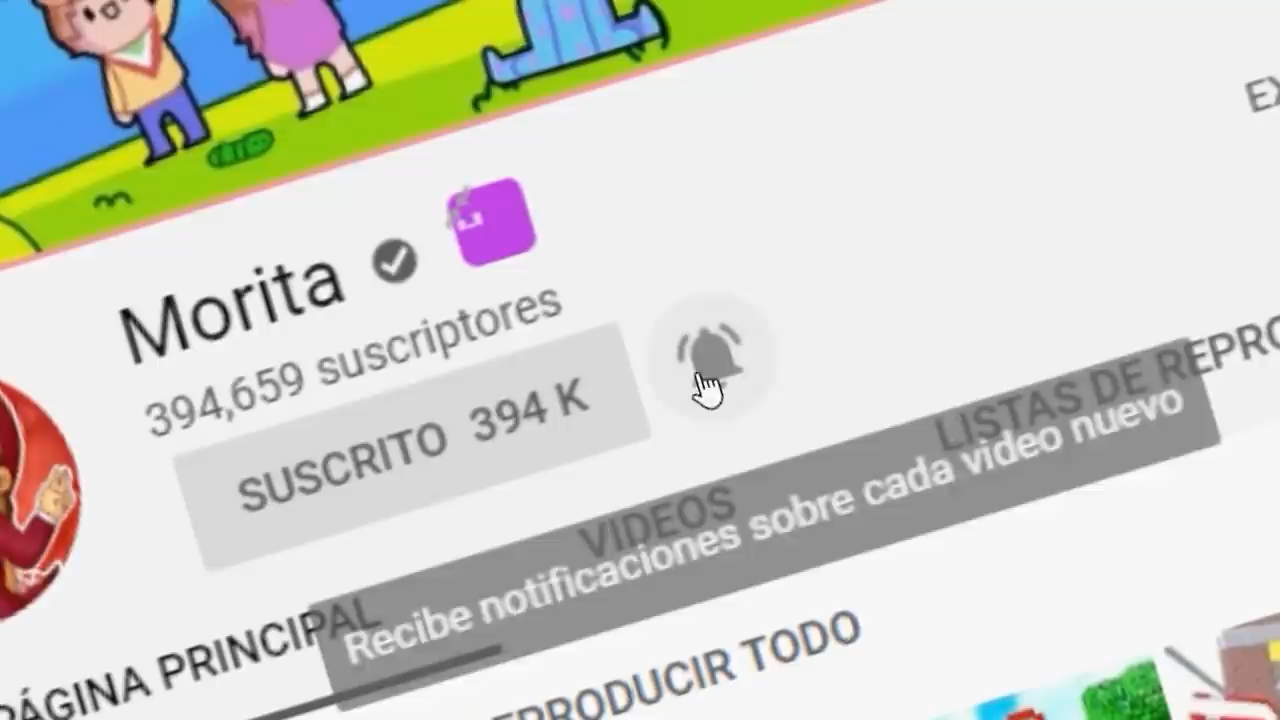 EX
Morita
394,659 suscriptores
SUSCRITO 394 K
LISTAS DE REPRO
VIDEOS
Recibe notificaciones sobre cada video nuevo
PÁGINA PRINCIPAL
REPRODUCIR TODO